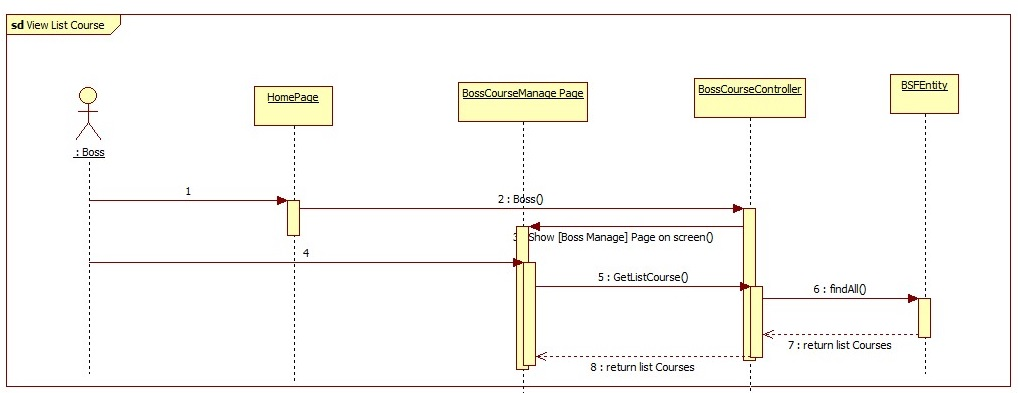 sd View List Course
HomePage
BossCourseManage Page
BossCourseController
BSFEntity
: Boss
1
2 : Boss()
3 : Show [Boss Manage] Page on screen()
4
5 : GetListCourse()
6 : findAll()
7 : return list Courses
8 : return list Courses